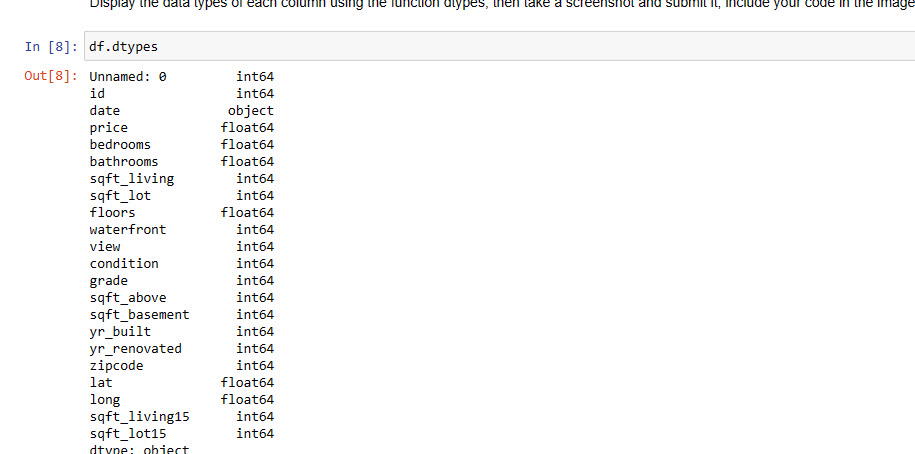 Display the data types of each column using the function dtypes, then take a screenshot and submit it, include your code in the image
In [8]: df.dtypes
Out[8]: Unnamed: 0 int64
id int64
date object
price float64
bedrooms float64
bathrooms float64
sqft_living int64
sqft_lot int64
floors float64
waterfront int64
view int64
condition int64
grade int64
sqft_above int64
sqft_basement int64
yr_built int64
yr_renovated int64
zipcode int64
lat float64
long float64
sqft_living15 int64
sqft_lot15 int64
dtype: object